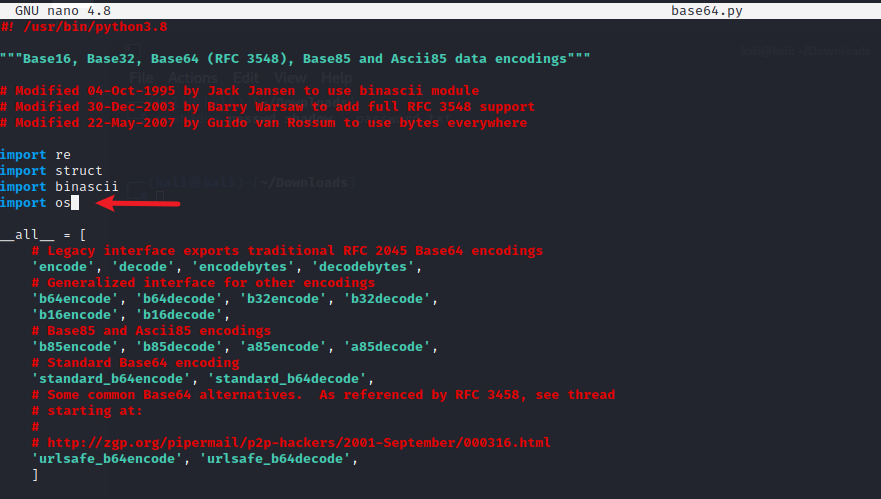 GNU nano 4.8 base64.py
#! /usr/bin/python3.8
"""Base16, Base32, Base64 (RFC 3548), Base85 and Ascii85 data encodings"""
File Actions Edit View Help
# Modified 04-Oct-1995 by Jack Jansen to use binascii module
# Modified 30-Dec-2003 by Barry Warsaw to add full RFC 3548 support
# Modified 22-May-2007 by Guido van Rossum to use bytes everywhere
import re
import struct
import binascii
import os
__all__ = [
# Legacy interface exports traditional RFC 2045 Base64 encodings
'encode', 'decode', 'encodebytes', 'decodebytes',
# Generalized interface for other encodings
'b64encode', 'b64decode', 'b32encode', 'b32decode',
'b16encode', 'b16decode',
# Base85 and Ascii85 encodings
'b85encode', 'b85decode', 'a85encode', 'a85decode',
# Standard Base64 encoding
'standard_b64encode', 'standard_b64decode',
# Some common Base64 alternatives.  As referenced by RFC 3458, see thread
# starting at:
#
# http://zgp.org/pipermail/p2p-hackers/2001-September/000316.html
'urlsafe_b64encode', 'urlsafe_b64decode',
]